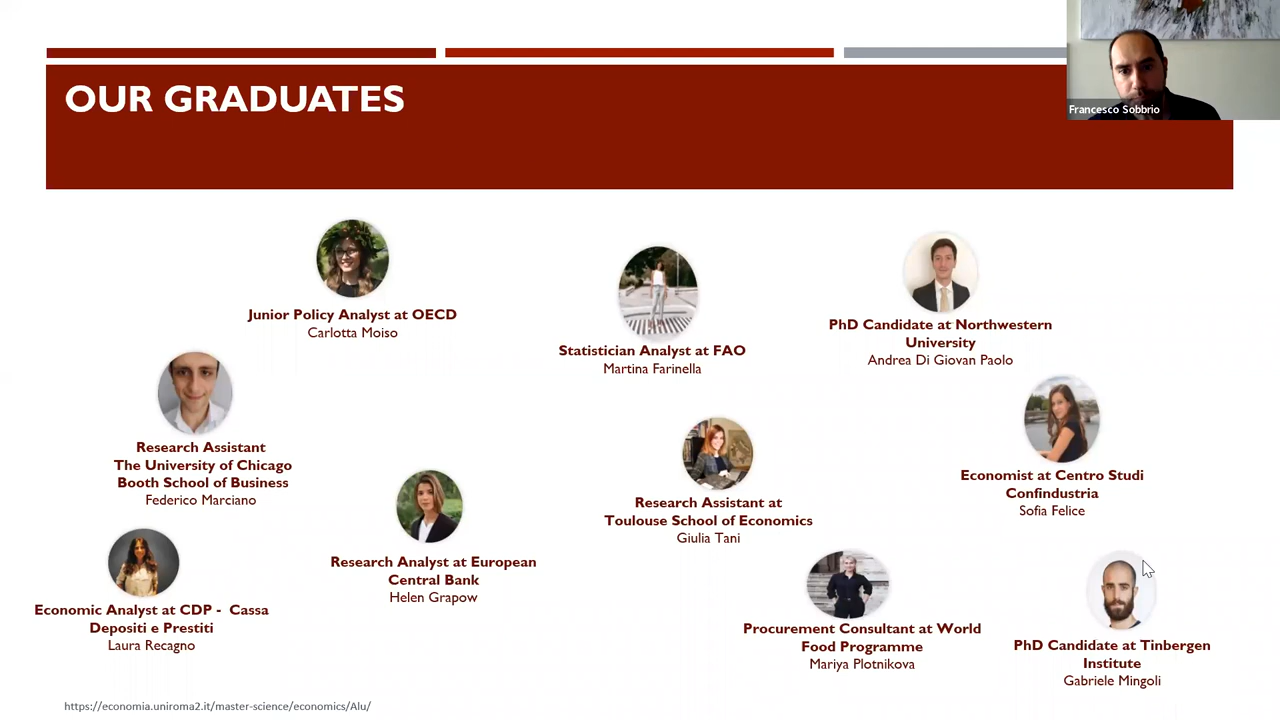 OUR GRADUATES
Francesco Sobbrio
Junior Policy Analyst at OECD
Carlotta Moiso
Statistician Analyst at FAO
Martina Farinella
PhD Candidate at Northwestern
University
Andrea Di Giovan Paolo
Research Assistant
The University of Chicago
Booth School of Business
Federico Marciano
Research Assistant at
Toulouse School of Economics
Giulia Tani
Economist at Centro Studi
Confindustria
Sofia Felice
Economic Analyst at CDP - Cassa
Depositi e Prestiti
Laura Recagno
Research Analyst at European
Central Bank
Helen Grapow
Procurement Consultant at World
Food Programme
Mariya Plotnikova
PhD Candidate at Tinbergen
Institute
Gabriele Mingoli
https://economia.uniroma2.it/master-science/economics/Alu/